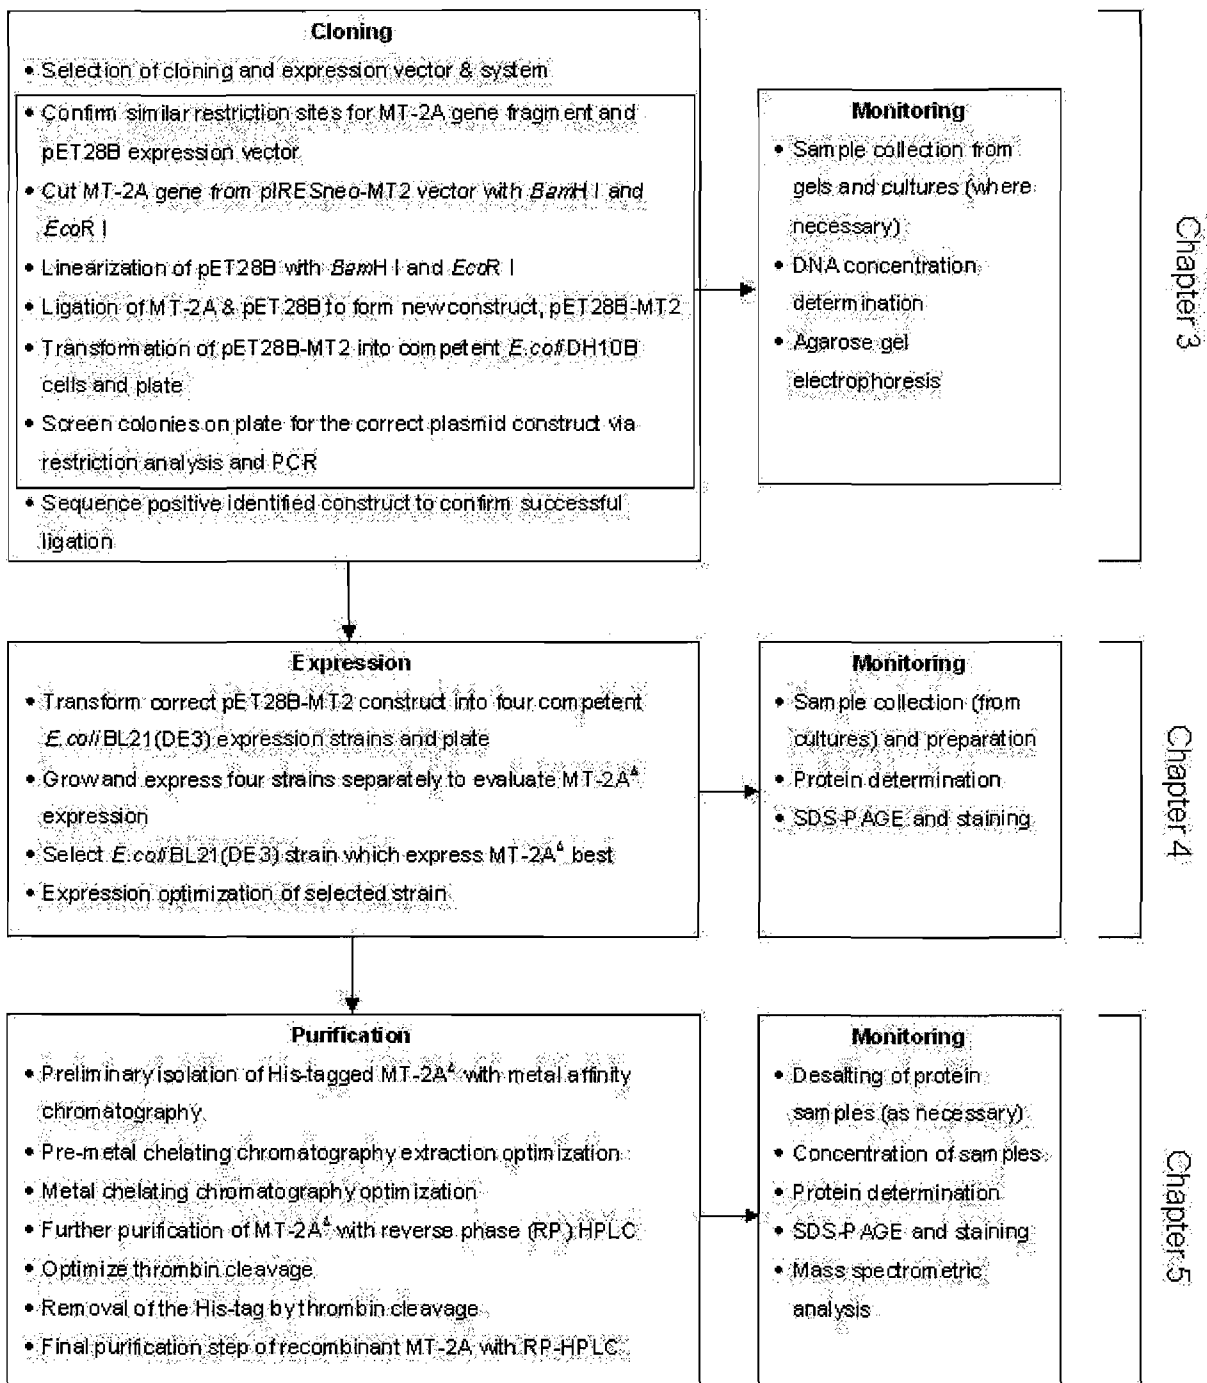 Cloning
• Selection of cloning and expression vector & system
• Confirm similar restriction sites for MT-2A gene fragment and
pET28B expression vector
• Cut MT-2A gene from pIRESneo-MT2 vector with BamH I and
EcoR I
• Linearization of pET28B with BamH I and EcoR I
• Ligation of MT-2A & pET28B to form new construct, pET28B-MT2
• Transformation of pET28B-MT2 into competent E.coli DH10B
cells and plate
• Screen colonies on plate for the correct plasmid construct via
restriction analysis and PCR
• Sequence positive identified construct to confirm successful
ligation
Monitoring
• Sample collection from
gels and cultures (where
necessary)
• DNA concentration
determination
• Agarose gel
electrophoresis
Chapter 3
Expression
• Transform correct pET28B-MT2 construct into four competent
E.coli BL21(DE3) expression strains and plate
• Grow and express four strains separately to evaluate MT-2Aᐞ
expression
• Select E.coli BL21(DE3) strain which express MT-2Aᐞ best
• Expression optimization of selected strain
Monitoring
• Sample collection (from
cultures) and preparation
• Protein determination
• SDS-PAGE and staining
Chapter 4
Purification
• Preliminary isolation of His-tagged MT-2Aᐞ with metal affinity
chromatography
• Pre-metal chelating chromatography extraction optimization
• Metal chelating chromatography optimization
• Further purification of MT-2Aᐞ with reverse phase (RP) HPLC
• Optimize thrombin cleavage
• Removal of the His-tag by thrombin cleavage
• Final purification step of recombinant MT-2A with RP-HPLC
Monitoring
• Desalting of protein
samples (as necessary)
• Concentration of samples
• Protein determination
• SDS-PAGE and staining
• Mass spectrometric
analysis
Chapter 5